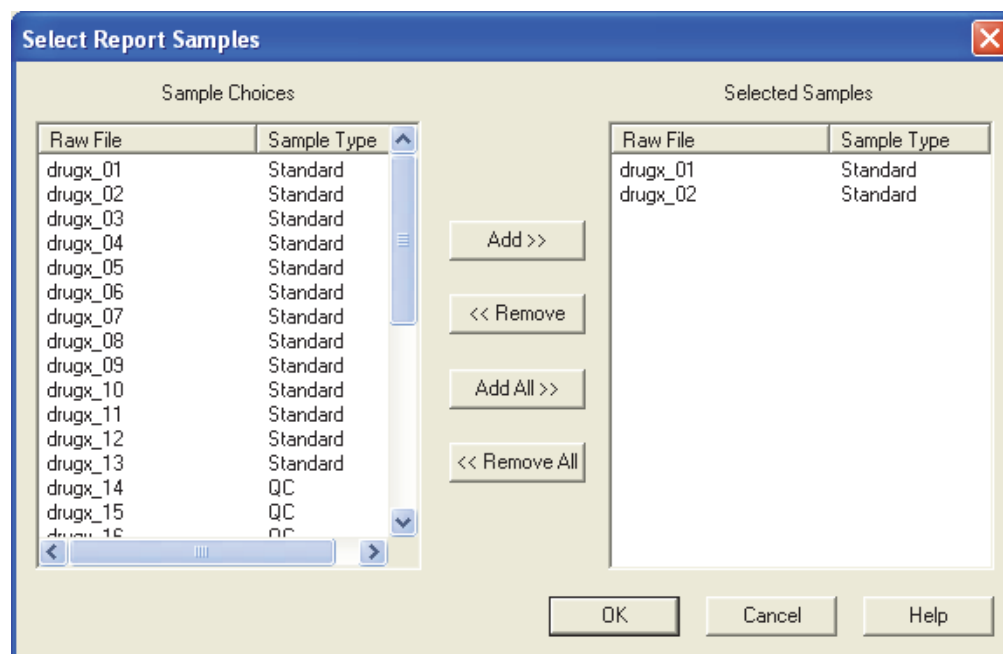 Select Report Samples
Sample Choices
Raw File Sample Type
drugx_01 Standard
drugx_02 Standard
drugx_03 Standard
drugx_04 Standard
drugx_05 Standard
drugx_06 Standard
drugx_07 Standard
drugx_08 Standard
drugx_09 Standard
drugx_10 Standard
drugx_11 Standard
drugx_12 Standard
drugx_13 Standard
drugx_14 QC
drugx_15 QC
drugx_16 QC
Add >>
<< Remove
Add All >>
<< Remove All
Selected Samples
Raw File Sample Type
drugx_01 Standard
drugx_02 Standard
OK Cancel Help